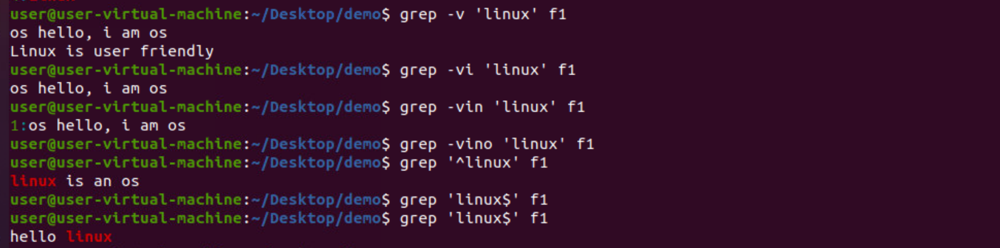 user@user-virtual-machine:~/Desktop/demo$ grep -v 'linux' f1
os hello, i am os
Linux is user friendly
user@user-virtual-machine:~/Desktop/demo$ grep -vi 'linux' f1
os hello, i am os
user@user-virtual-machine:~/Desktop/demo$ grep -vin 'linux' f1
1:os hello, i am os
user@user-virtual-machine:~/Desktop/demo$ grep -vino 'linux' f1
user@user-virtual-machine:~/Desktop/demo$ grep '^linux' f1
linux is an os
user@user-virtual-machine:~/Desktop/demo$ grep 'linux$' f1
user@user-virtual-machine:~/Desktop/demo$ grep 'linux$' f1
hello linux